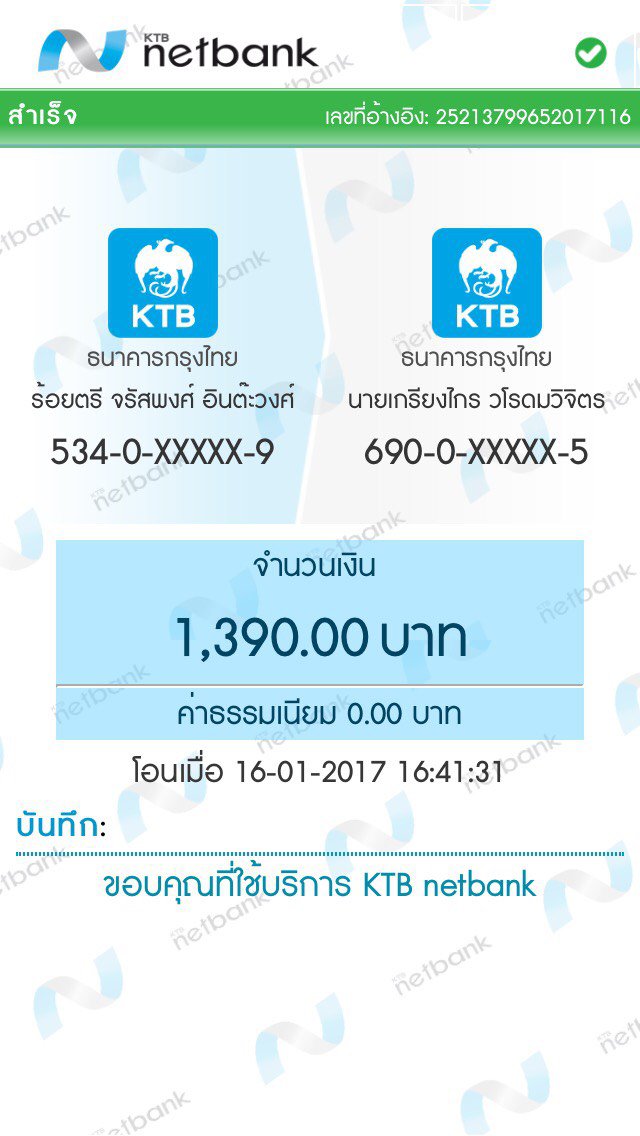 KTB
netbank
สำเร็จ เลขที่อ้างอิง: 25213799652017116
KTB KTB
ธนาคารกรุงไทย ธนาคารกรุงไทย
ร้อยตรี จรัสพงศ์ อินต๊ะวงศ์ นายเกรียงไกร วโรดมวิจิตร
534-0-XXXXX-9 690-0-XXXXX-5
จำนวนเงิน
1,390.00 บาท
ค่าธรรมเนียม 0.00 บาท
โอนเมื่อ 16-01-2017 16:41:31
บันทึก:
ขอบคุณที่ใช้บริการ KTB netbank